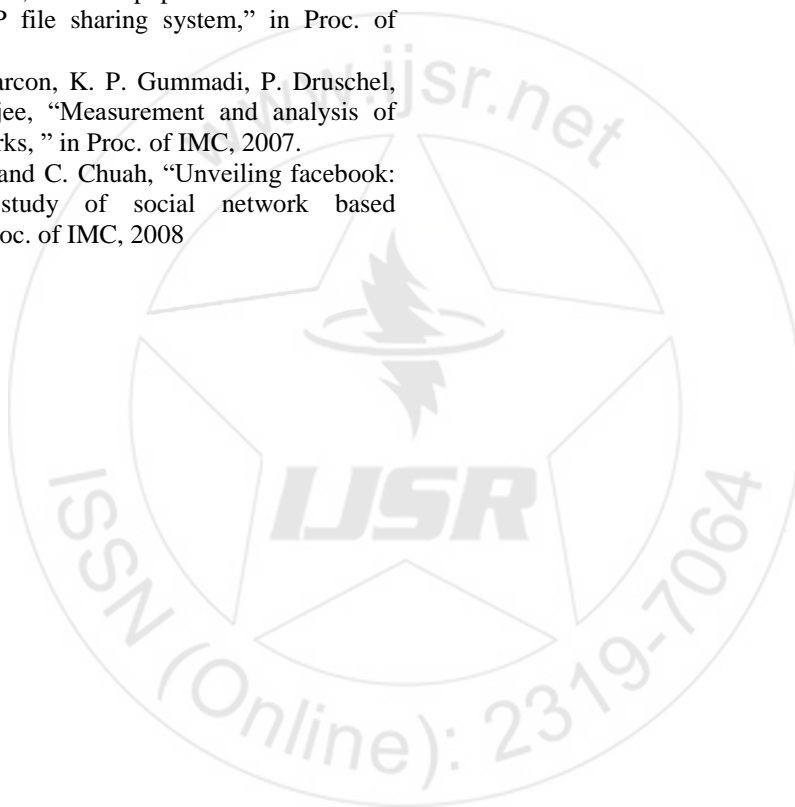 P file sharing system,” in Proc. of
arcon, K. P. Gummadi, P. Druschel,
jee, “Measurement and analysis of
rks, ” in Proc. of IMC, 2007.
and C. Chuah, “Unveiling facebook:
study of social network based
oc. of IMC, 2008
www.ijsr.net
IJSR
ISSN (Online): 2319-7064